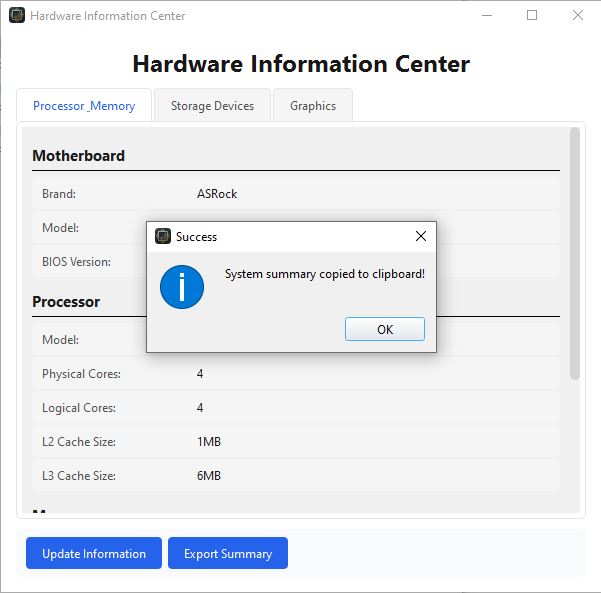 Hardware Information Center
Hardware Information Center
Processor_Memory Storage Devices Graphics
Motherboard
Brand: ASRock
Model:
BIOS Version:
Success
System summary copied to clipboard!
OK
Processor
Model:
Physical Cores: 4
Logical Cores: 4
L2 Cache Size: 1MB
L3 Cache Size: 6MB
Update Information Export Summary